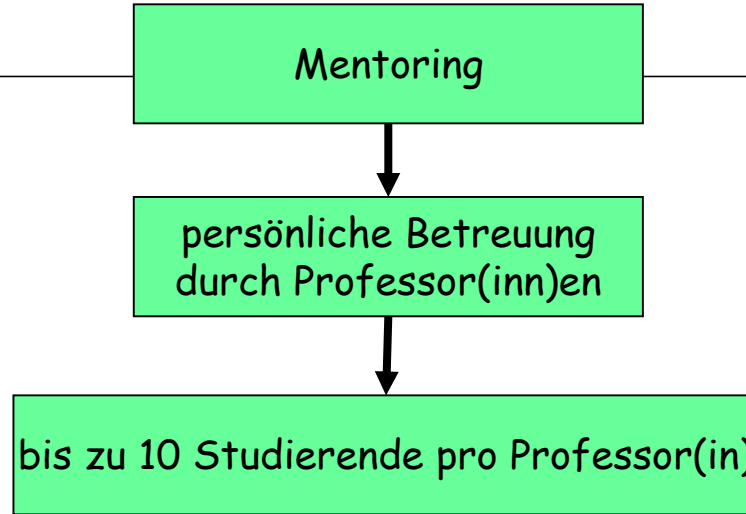 Mentoring
persönliche Betreuung
durch Professor(inn)en
bis zu 10 Studierende pro Professor(in)